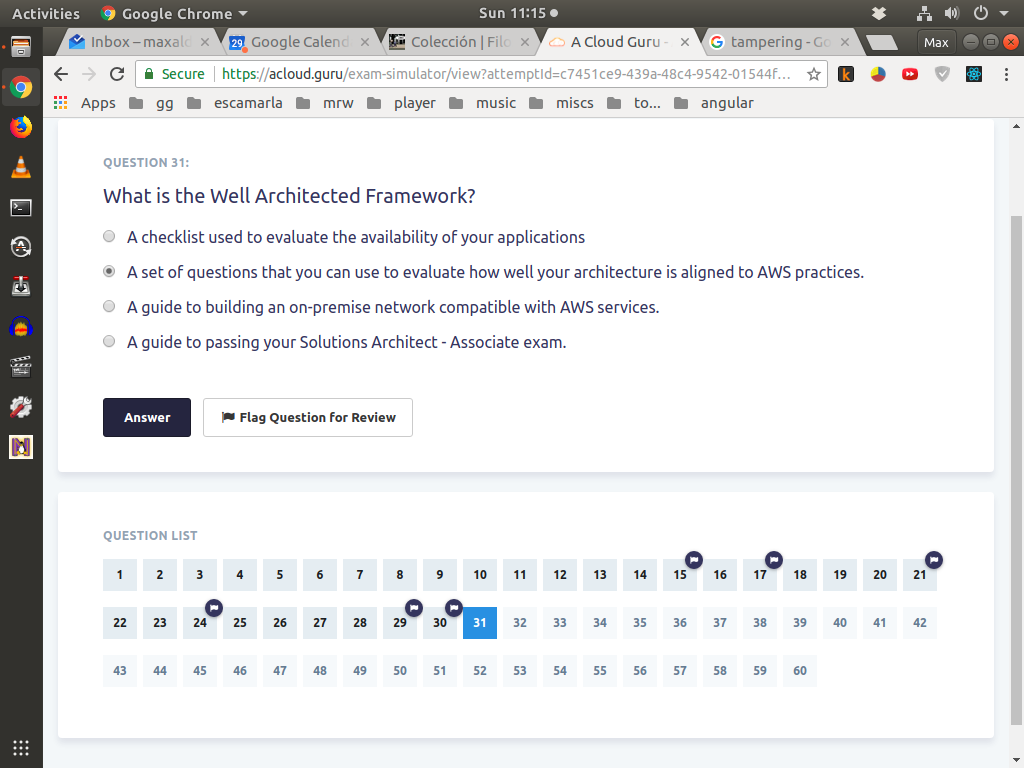 Activities Google Chrome Sun 11:15
Inbox – maxald Google Calend Colección | Filo A Cloud Guru - tampering - Go Max
Secure https://acloud.guru/exam-simulator/view?attemptId=c7451ce9-439a-48c4-9542-01544f...
Apps gg escamarla mrw player music miscs to... angular
QUESTION 31:
What is the Well Architected Framework?
A checklist used to evaluate the availability of your applications
A set of questions that you can use to evaluate how well your architecture is aligned to AWS practices.
A guide to building an on-premise network compatible with AWS services.
A guide to passing your Solutions Architect - Associate exam.
Answer Flag Question for Review
QUESTION LIST
1 2 3 4 5 6 7 8 9 10 11 12 13 14 15 16 17 18 19 20 21
22 23 24 25 26 27 28 29 30 31 32 33 34 35 36 37 38 39 40 41 42
43 44 45 46 47 48 49 50 51 52 53 54 55 56 57 58 59 60